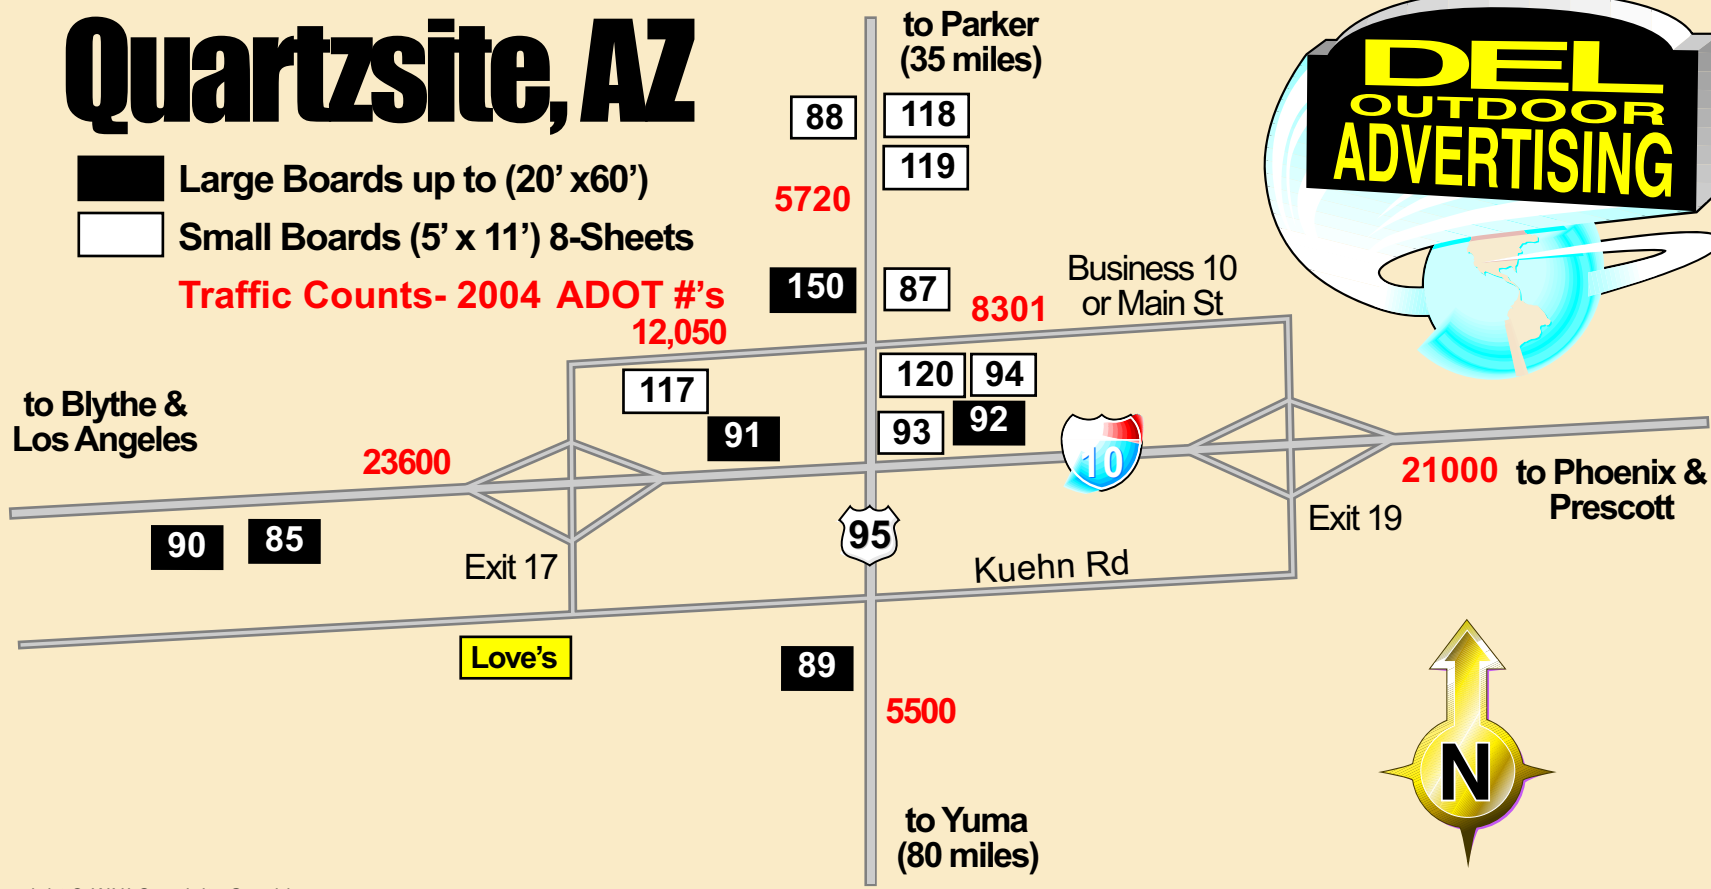 Quartzsite, AZ
Large Boards up to (20’ x60’)
Small Boards (5’ x 11’) 8-Sheets
Traffic Counts- 2004 ADOT #’s
to Parker
(35 miles)
DEL
OUTDOOR
ADVERTISING
88
118
119
5720
150
87
Business 10
or Main St
8301
12,050
117
120
94
91
93
92
to Blythe &
Los Angeles
23600
10
21000
to Phoenix &
Prescott
90
85
Exit 17
95
Kuehn Rd
Exit 19
Love’s
89
5500
to Yuma
(80 miles)
N